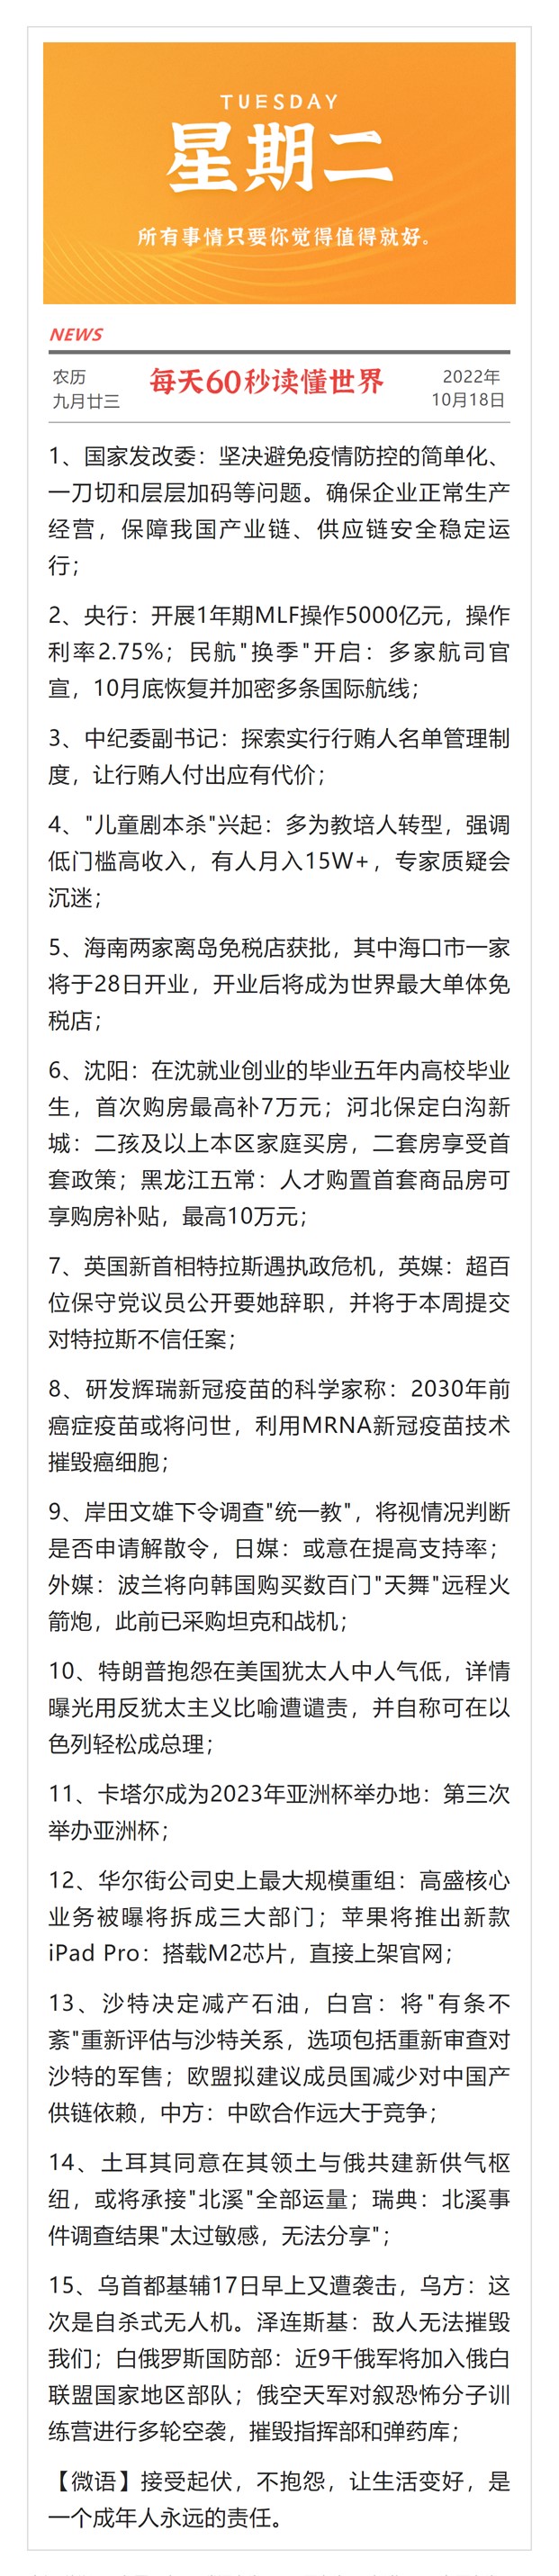 TUESDAY
星期二
所有事情只要你觉得值得就好。
NEWS
农历
九月廿三
每天60秒读懂世界
2022年
10月18日
1、国家发改委：坚决避免疫情防控的简单化、
一刀切和层层加码等问题。确保企业正常生产
经营，保障我国产业链、供应链安全稳定运
行；
2、央行：开展1年期MLF操作5000亿元，操作
利率2.75%；民航"换季"开启：多家航司官
宣，10月底恢复并加密多条国际航线；
3、中纪委副书记：探索实行行贿人名单管理制
度，让行贿人付出应有代价；
4、"儿童剧本杀"兴起：多为教培人转型，强调
低门槛高收入，有人月入15W+，专家质疑会
沉迷；
5、海南两家离岛免税店获批，其中海口市一家
将于28日开业，开业后将成为世界最大单体免
税店；
6、沈阳：在沈就业创业的毕业五年内高校毕业
生，首次购房最高补7万元；河北保定白沟新
城：二孩及以上本区家庭买房，二套房享受首
套政策；黑龙江五常：人才购置首套商品房可
享购房补贴，最高10万元；
7、英国新首相特拉斯遇执政危机，英媒：超百
位保守党议员公开要她辞职，并将于本周提交
对特拉斯不信任案；
8、研发辉瑞新冠疫苗的科学家称：2030年前
癌症疫苗或将问世，利用MRNA新冠疫苗技术
摧毁癌细胞；
9、岸田文雄下令调查"统一教"，将视情况判断
是否申请解散令，日媒：或意在提高支持率；
外媒：波兰将向韩国购买数百门"天舞"远程火
箭炮，此前已采购坦克和战机；
10、特朗普抱怨在美国犹太人中人气低，详情
曝光用反犹太主义比喻遭谴责，并自称可在以
色列轻松成总理；
11、卡塔尔成为2023年亚洲杯举办地：第三次
举办亚洲杯；
12、华尔街公司史上最大规模重组：高盛核心
业务被曝将拆成三大部门；苹果将推出新款
iPad Pro：搭载M2芯片，直接上架官网；
13、沙特决定减产石油，白宫：将"有条不
紊"重新评估与沙特关系，选项包括重新审查对
沙特的军售；欧盟拟建议成员国减少对中国产
供链依赖，中方：中欧合作远大于竞争；
14、土耳其同意在其领土与俄共建新供气枢
纽，或将承接"北溪"全部运量；瑞典：北溪事
件调查结果"太过敏感，无法分享"；
15、乌首都基辅17日早上又遭袭击，乌方：这
次是自杀式无人机。泽连斯基：敌人无法摧毁
我们；白俄罗斯国防部：近9千俄军将加入俄白
联盟国家地区部队；俄空天军对叙恐怖分子训
练营进行多轮空袭，摧毁指挥部和弹药库；
【微语】接受起伏，不抱怨，让生活变好，是
一个成年人永远的责任。